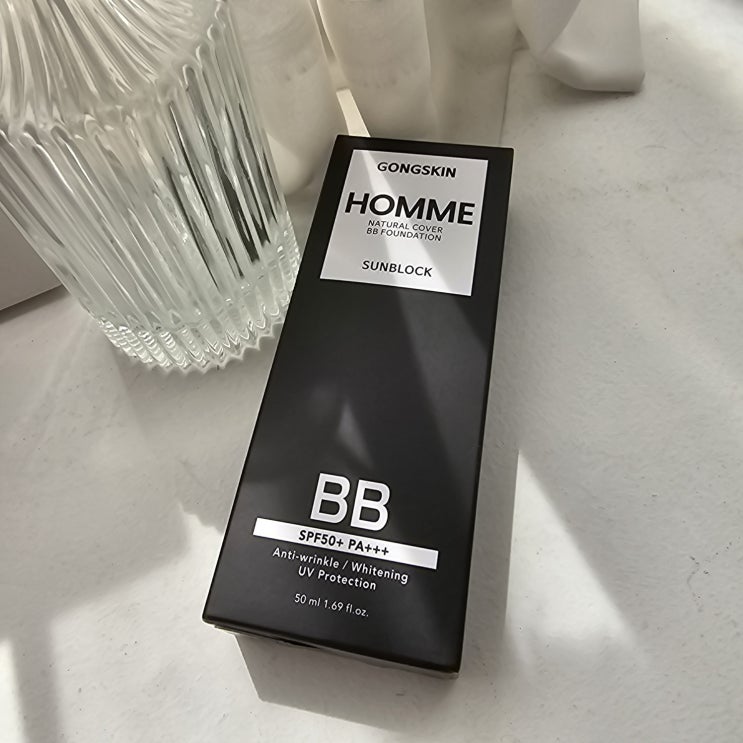 GONGSKIN
HOMME
NATURAL COVER
BB FOUNDATION
SUNBLOCK
BB
SPF50+ PA+++
Anti-wrinkle / Whitening
UV Protection
50 ml 1.69 fl.oz.